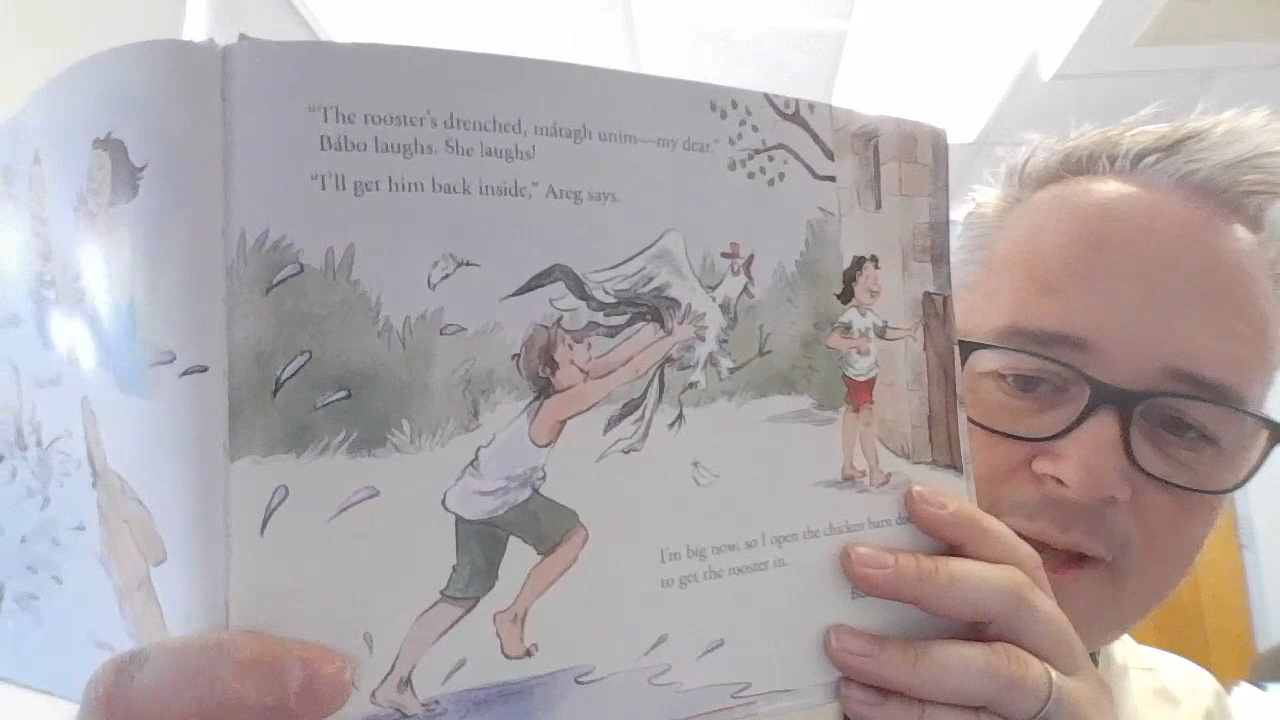 "The rooster's drenched, mátagh unim—my dear."
Bábo laughs. She laughs!
"I'll get him back inside," Areg says.
I'm big now, so I open the chicken barn
to get the rooster in.